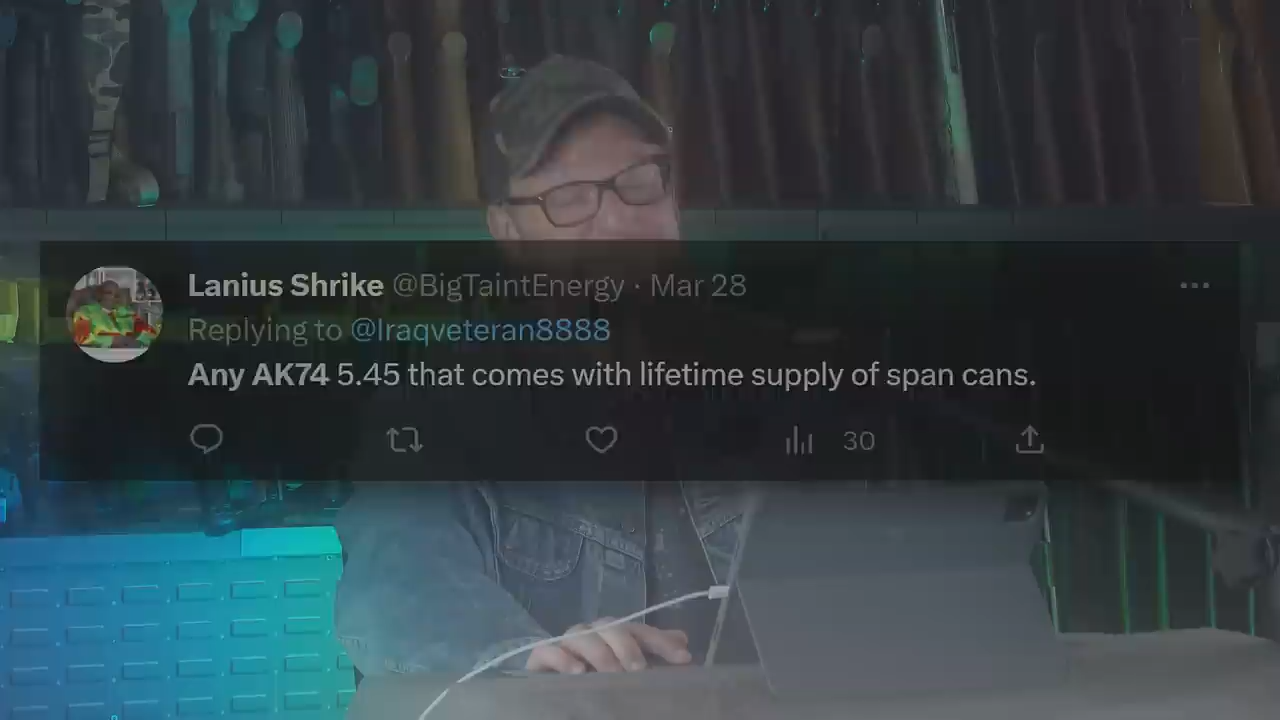 Lanius Shrike @BigTaintEnergy · Mar 28
Replying to @Iraqveteran8888
Any AK74 5.45 that comes with lifetime supply of span cans.
30